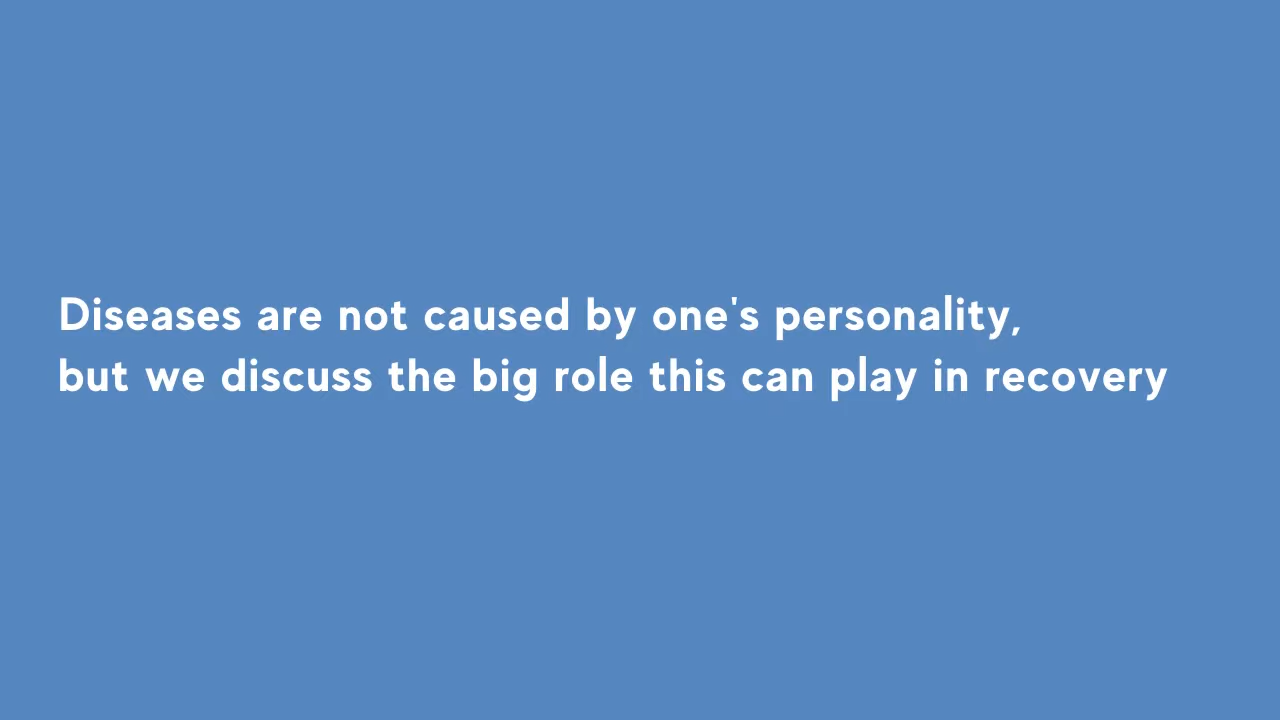 Diseases are not caused by one's personality,
but we discuss the big role this can play in recovery